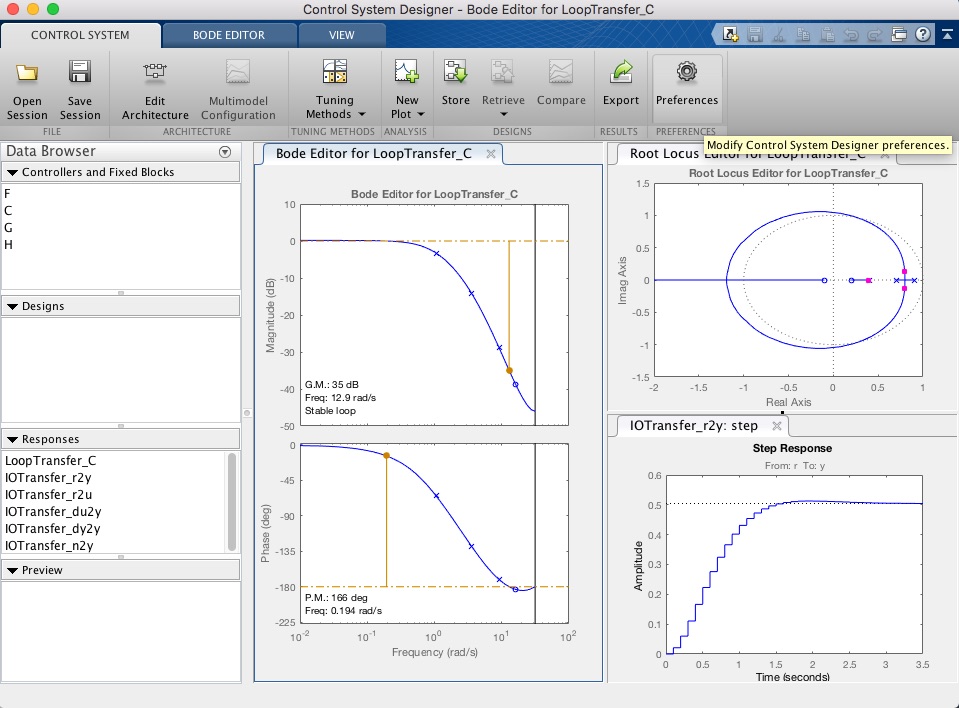 Control System Designer - Bode Editor for LoopTransfer_C
CONTROL SYSTEM BODE EDITOR VIEW
Open Session
Save Session
Edit Architecture
Multimodel Configuration
Tuning Methods
New Plot
Store
Retrieve
Compare
Export
Preferences
FILE ARCHITECTURE TUNING METHODS ANALYSIS DESIGNS RESULTS PREFERENCES
Modify Control System Designer preferences.
Data Browser
Controllers and Fixed Blocks
F
C
G
H
Designs
Responses
LoopTransfer_C
IOTransfer_r2y
IOTransfer_r2u
IOTransfer_du2y
IOTransfer_dy2y
IOTransfer_n2y
Preview
Bode Editor for LoopTransfer_C
Bode Editor for LoopTransfer_C
Magnitude (dB)
10
0
-10
-20
-30
-40
-50
G.M.: 35 dB
Freq: 12.9 rad/s
Stable loop
Phase (deg)
0
-45
-90
-135
-180
-225
P.M.: 166 deg
Freq: 0.194 rad/s
10-2 10-1 100 101 102
Frequency (rad/s)
Root Locus Editor for LoopTransfer_C
Root Locus Editor for LoopTransfer_C
Imag Axis
1.5
1
0.5
0
-0.5
-1
-1.5
-2 -1.5 -1 -0.5 0 0.5 1
Real Axis
IOTransfer_r2y: step
Step Response
From: r To: y
Amplitude
0.6
0.5
0.4
0.3
0.2
0.1
0
0 0.5 1 1.5 2 2.5 3 3.5
Time (seconds)